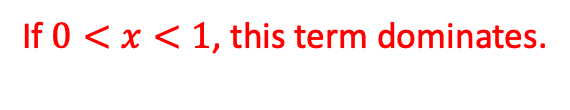 If 0 < 𝑥 < 1, this term dominates.